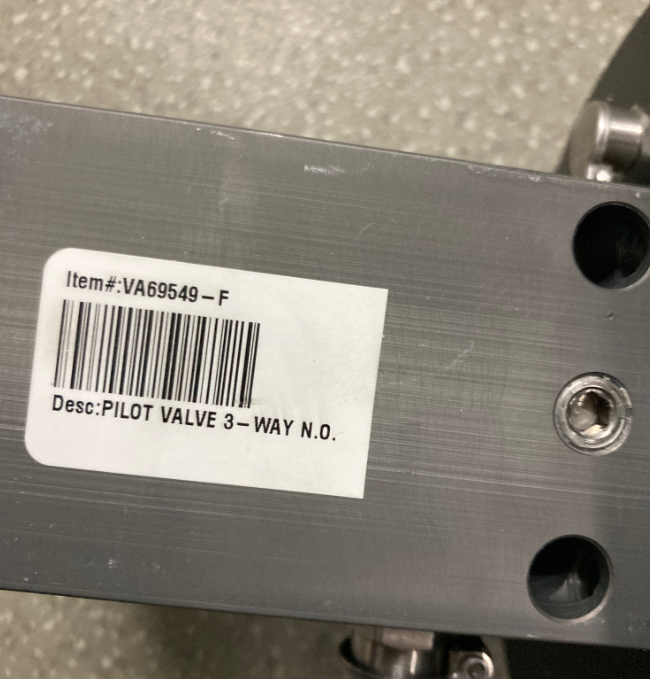 Item#:VA69549-F
Desc:PILOT VALVE 3-WAY N.O.